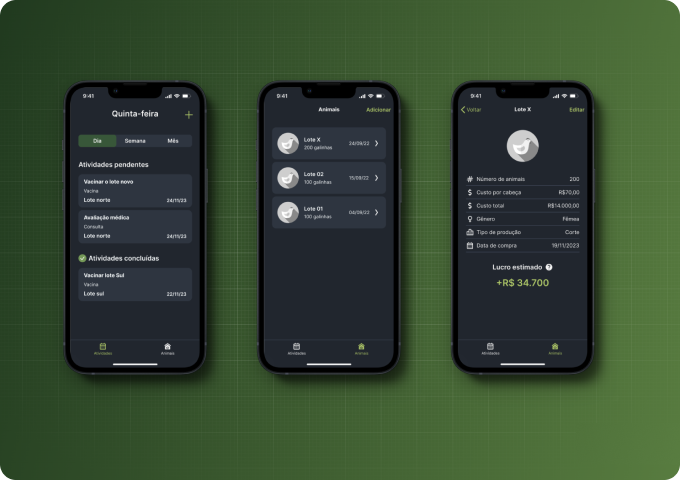 9:41
Quinta-feira
+
Dia Semana Mês
Atividades pendentes
Vacinar o lote novo
Vacina
Lote norte 24/11/23
Avaliação médica
Consulta
Lote norte 24/11/23
Atividades concluídas
Vacinar lote Sul
Vacina
Lote sul 22/11/23
Atividades Animais
9:41
Animais Adicionar
Lote X
200 galinhas 24/09/22
Lote 02
100 galinhas 15/09/22
Lote 01
100 galinhas 04/09/22
Atividades Animais
9:41
Voltar Lote X Editar
# Número de animais 200
$ Custo por cabeça R$70,00
$ Custo total R$14.000,00
Gênero Fêmea
Tipo de produção Corte
Data de compra 19/11/2023
Lucro estimado ?
+R$ 34.700
Atividades Animais